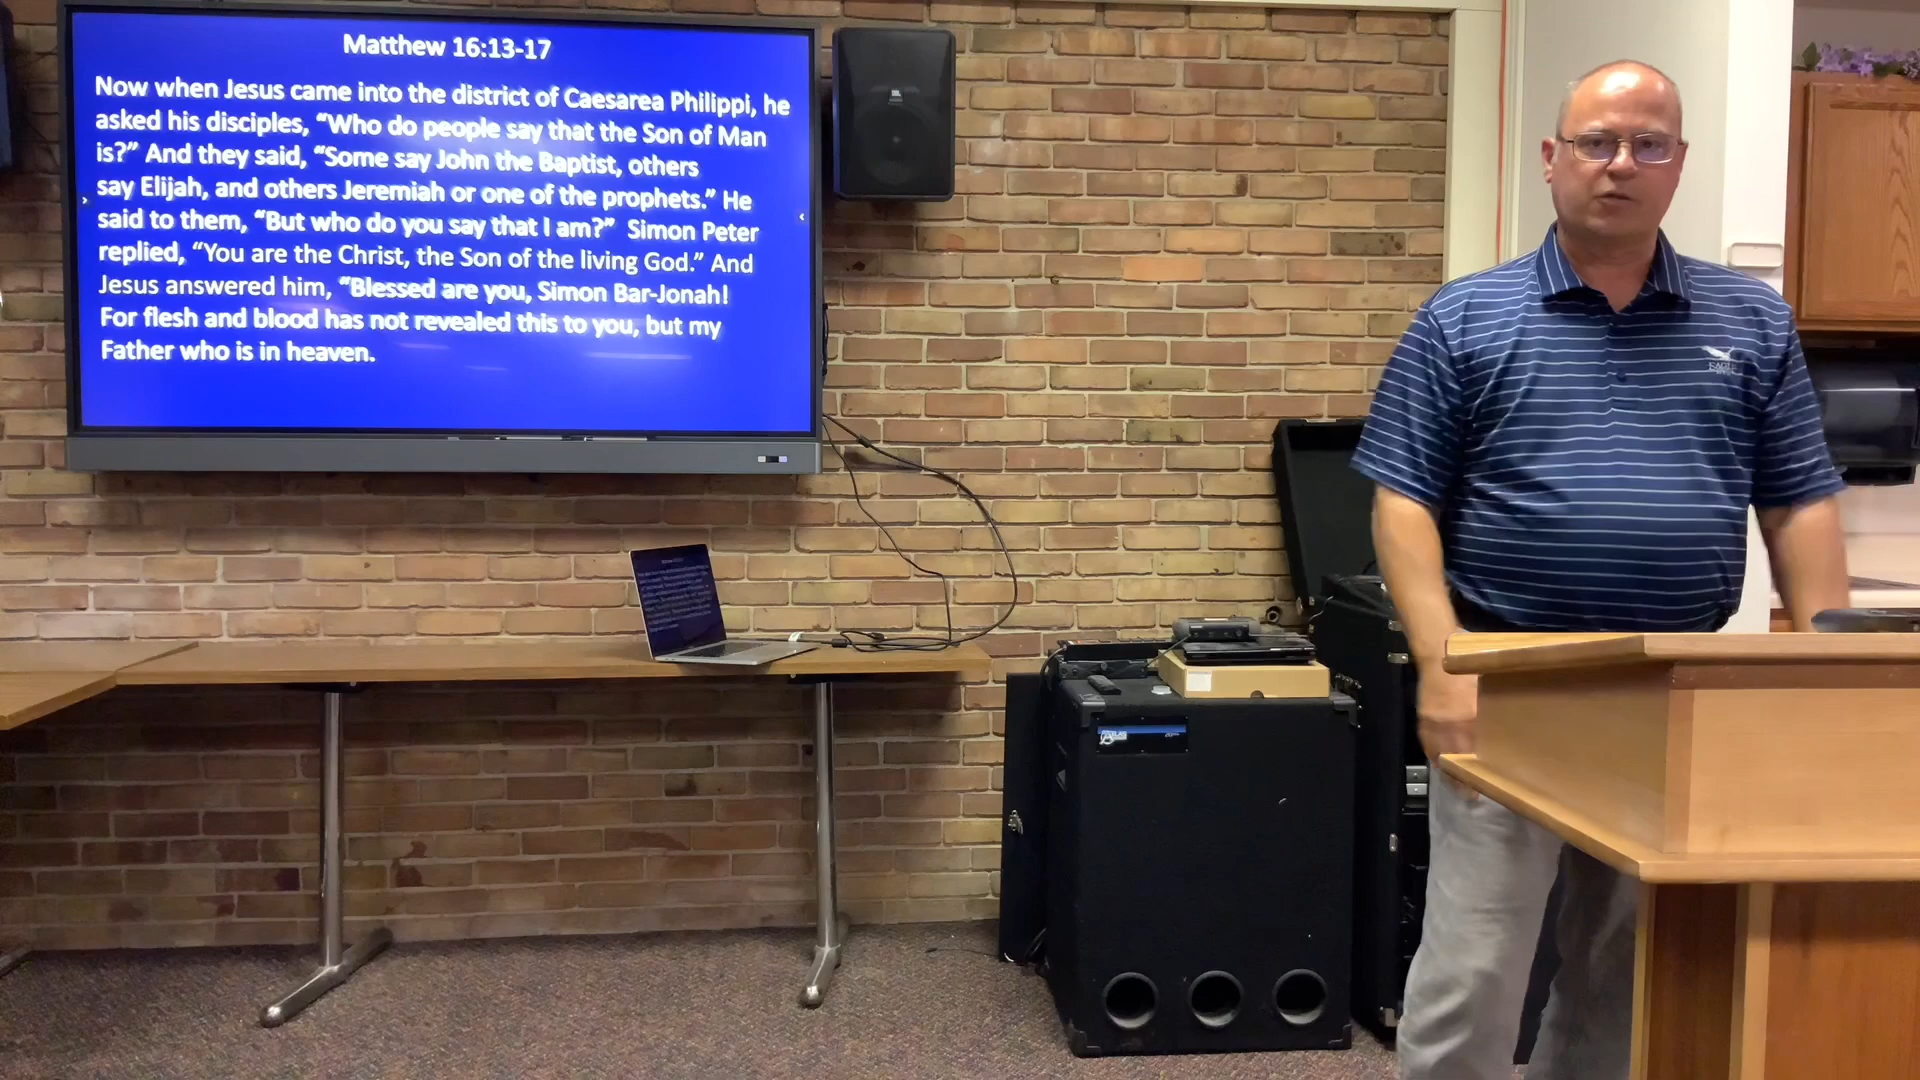 Matthew 16:13-17
Now when Jesus came into the district of Caesarea Philippi, he
asked his disciples, “Who do people say that the Son of Man
is?” And they said, “Some say John the Baptist, others
say Elijah, and others Jeremiah or one of the prophets.” He
said to them, “But who do you say that I am?”  Simon Peter
replied, “You are the Christ, the Son of the living God.” And
Jesus answered him, “Blessed are you, Simon Bar-Jonah!
For flesh and blood has not revealed this to you, but my
Father who is in heaven.
JBL
EAGLE
ATLAS